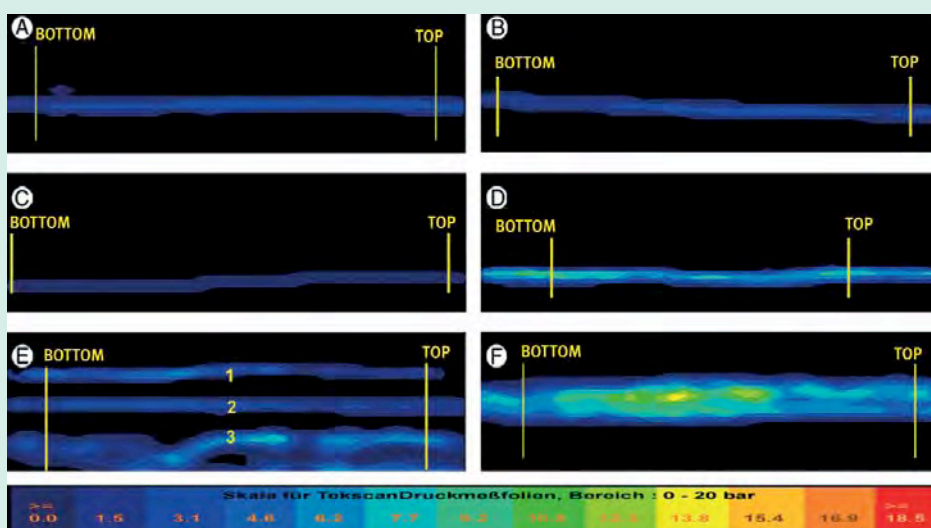 A BOTTOM TOP
B BOTTOM TOP
C BOTTOM TOP
D BOTTOM TOP
E BOTTOM TOP
1
2
3
F BOTTOM TOP
Skala für TekscanDruckmeßfolien, Bereich : 0 - 20 bar
>= >=
0.0 1.5 3.1 4.6 6.2 7.7 13.8 15.4 16.9 18.5